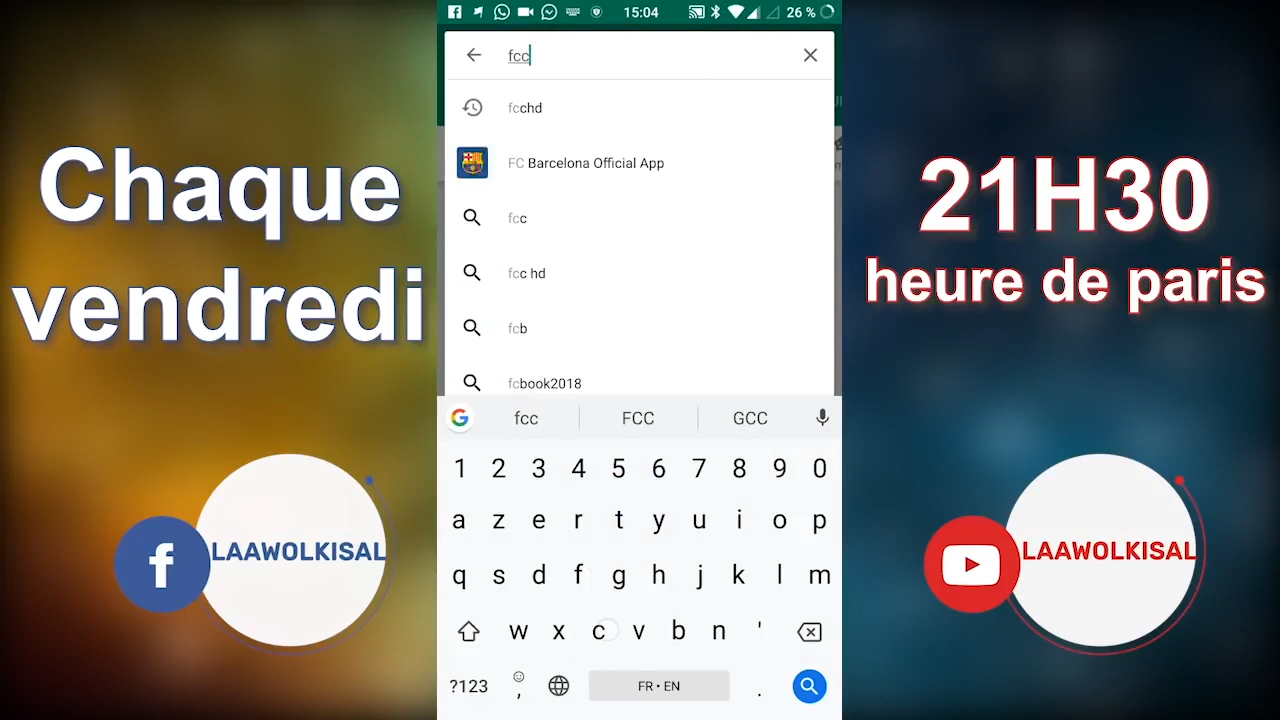 Chaque
vendredi
LAAWOLKISAL
15:04
26 %
fcc
fcchd
FC Barcelona Official App
fcc
fcc hd
fcb
fcbook2018
fcc FCC GCC
1 2 3 4 5 6 7 8 9 0
a z e r t y u i o p
q s d f g h j k l m
w x c v b n '
?123 , FR • EN .
21H30
heure de paris
LAAWOLKISAL